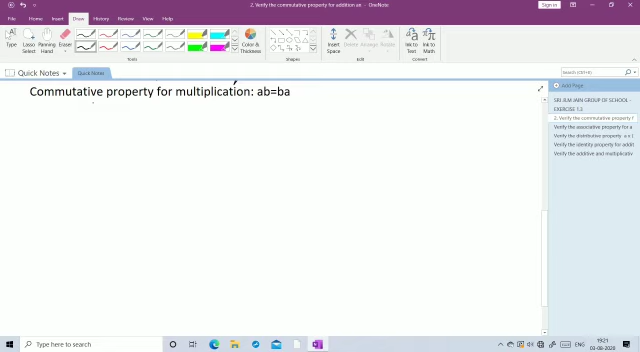 2. Verify the commutative property for addition an - OneNote
Sign in
File Home Insert Draw History Review View Help
Type
Lasso Select
Panning Hand
Eraser
Color & Thickness
Insert Space
Delete
Arrange
Rotate
Ink to Text
Ink to Math
Tools
Shapes
Edit
Convert
Quick Notes
Quick Notes
Search (Ctrl+E)
Commutative property for multiplication: ab=ba
Add Page
SRI JLM JAIN GROUP OF SCHOOL -
EXERCISE 1.3
2. Verify the commutative property f
Verify the associative property for a
Verify the distributive property a x (
Verify the identity property for addit
Verify the additive and multiplicativ
Type here to search
ENG
19:21
03-08-2020